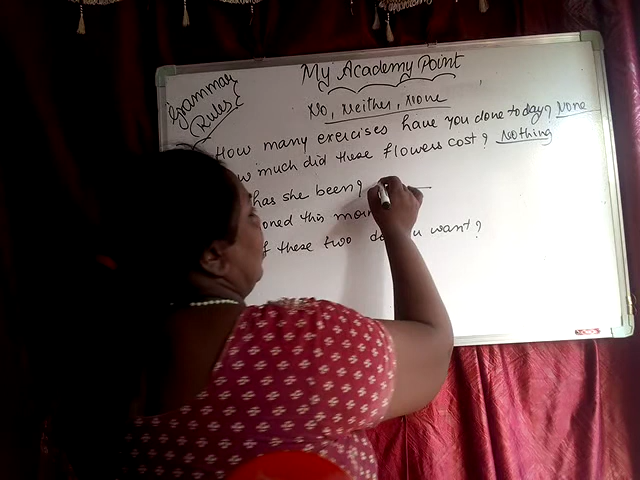 My Academy Point
Grammar
Rules
No, Neither, None
How many exercises have you done today? None
w much did these flowers cost? Nothing
has she been?
oned this mor
f these two do u want?